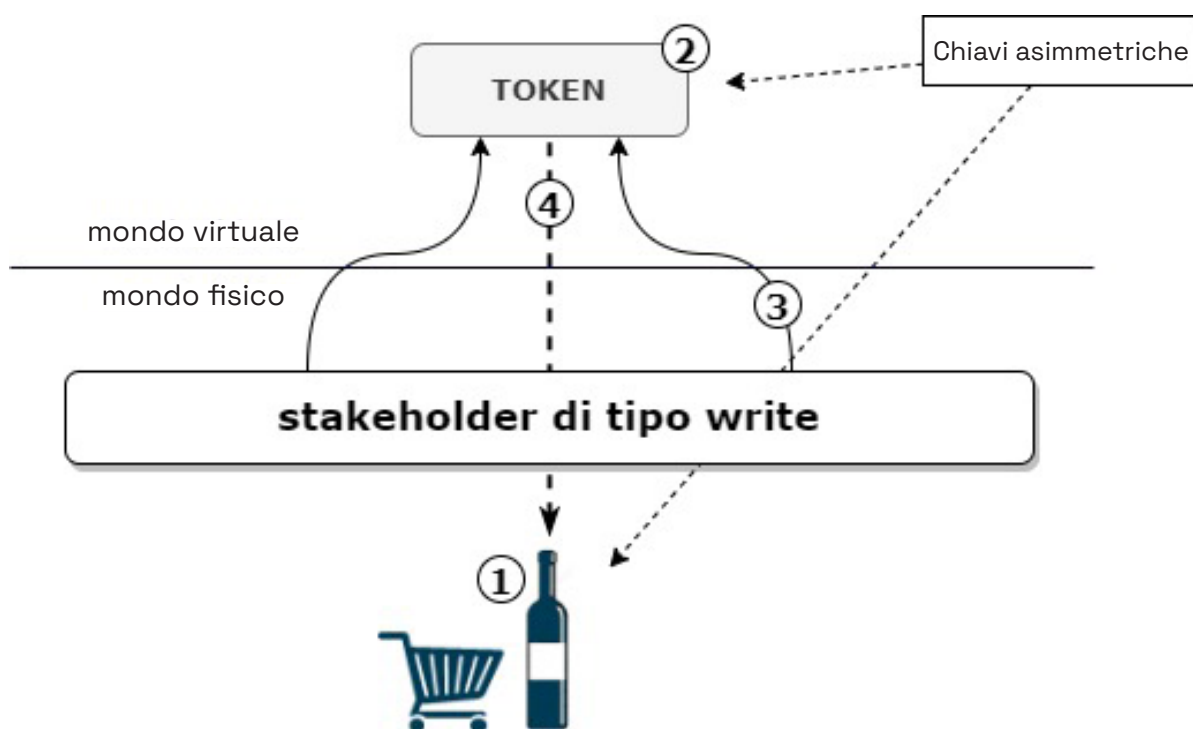 ②
Chiavi asimmetriche
TOKEN
④
mondo virtuale
mondo fisico
③
stakeholder di tipo write
①